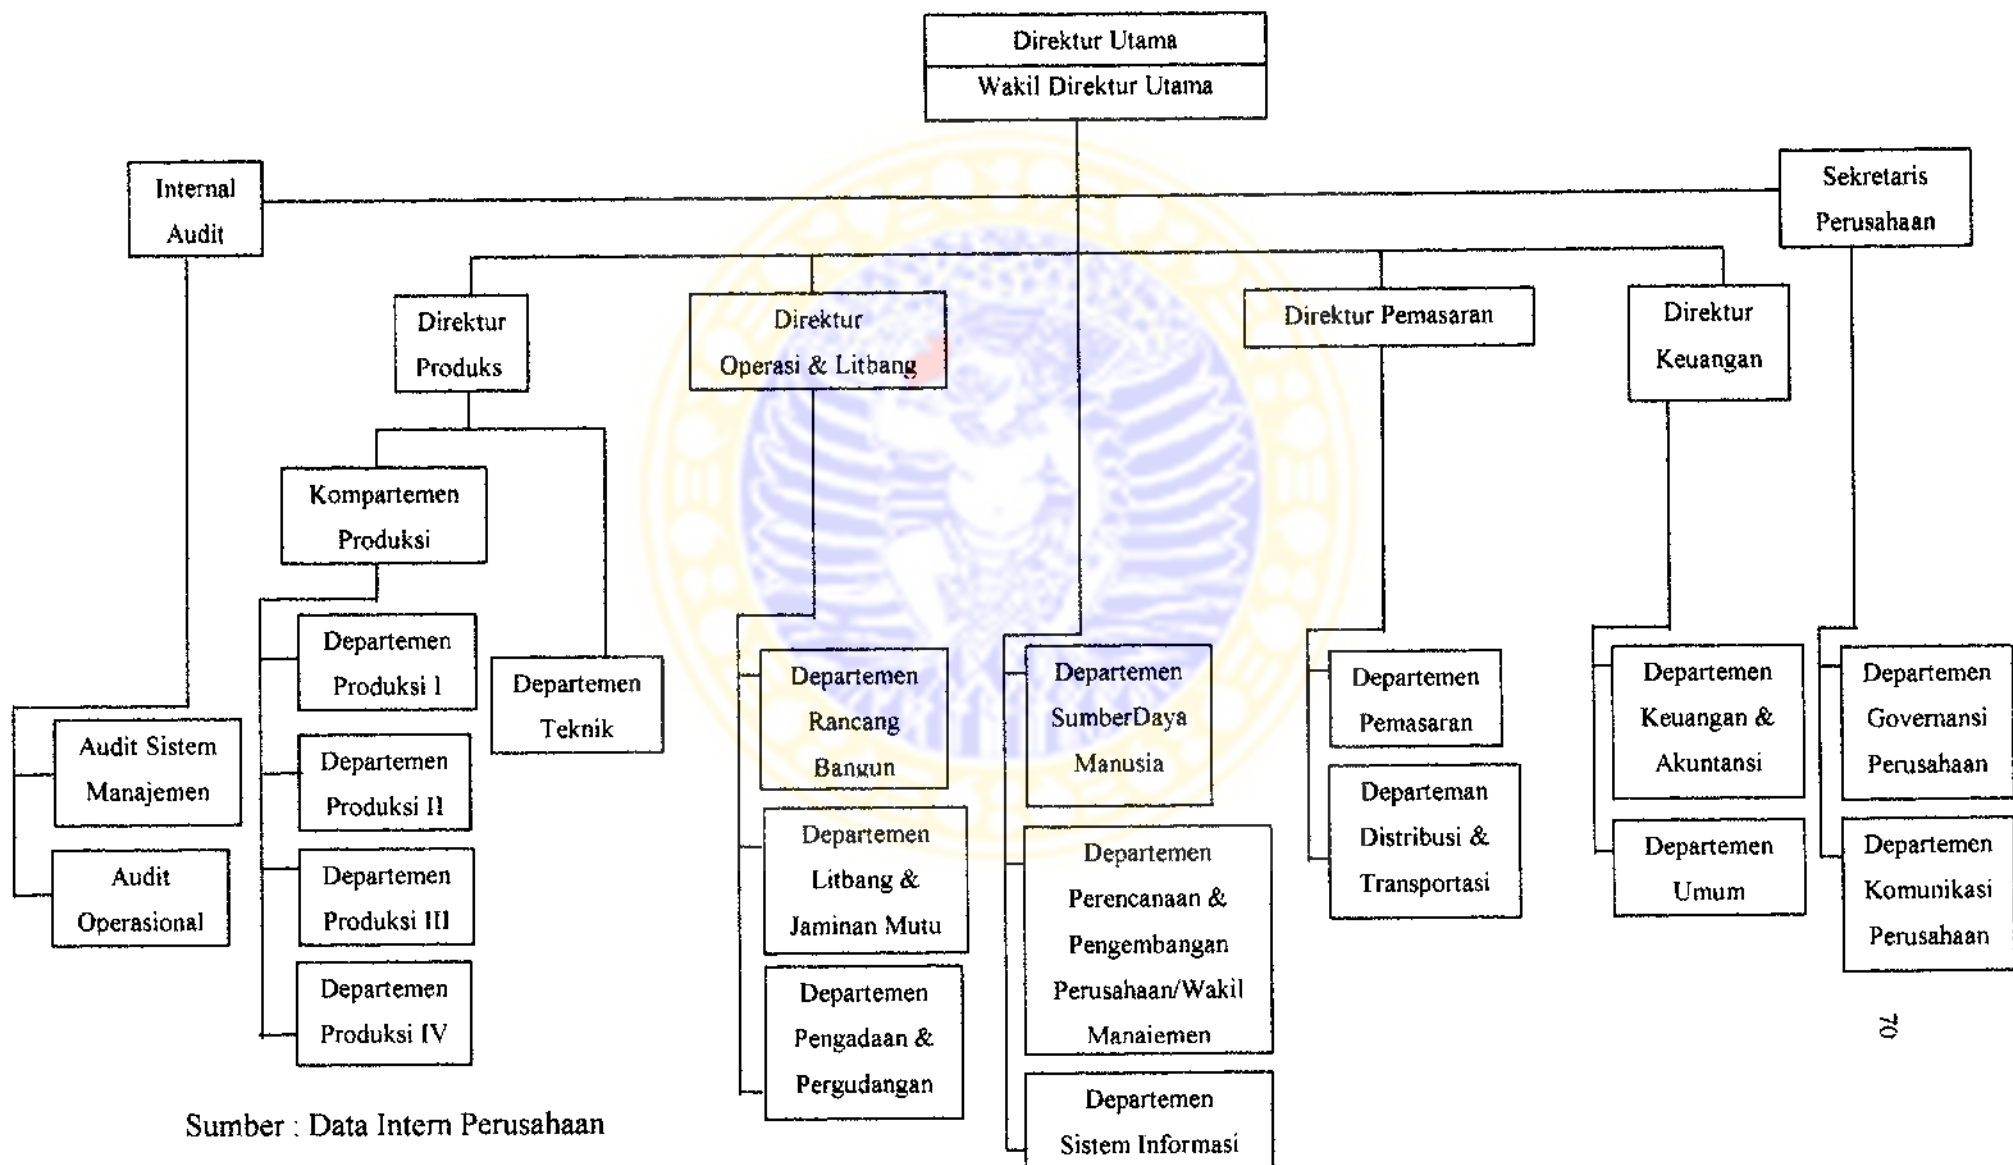 Direktur Utama
Wakil Direktur Utama
Internal
Audit
Sekretaris
Perusahaan
Direktur
Produks
Direktur
Operasi & Litbang
Direktur Pemasaran
Direktur
Keuangan
Kompartemen
Produksi
Departemen
Produksi I
Departemen
Produksi II
Departemen
Produksi III
Departemen
Produksi IV
Departemen
Teknik
Audit Sistem
Manajemen
Audit
Operasional
Departemen
Rancang
Bangun
Departemen
Litbang &
Jaminan Mutu
Departemen
Pengadaan &
Pergudangan
Departemen
SumberDaya
Manusia
Departemen
Perencanaan &
Pengembangan
Perusahaan/Wakil
Manajemen
Departemen
Sistem Informasi
Departemen
Pemasaran
Departeman
Distribusi &
Transportasi
Departemen
Keuangan &
Akuntansi
Departemen
Umum
Departemen
Governansi
Perusahaan
Departemen
Komunikasi
Perusahaan
70
Sumber : Data Intern Perusahaan